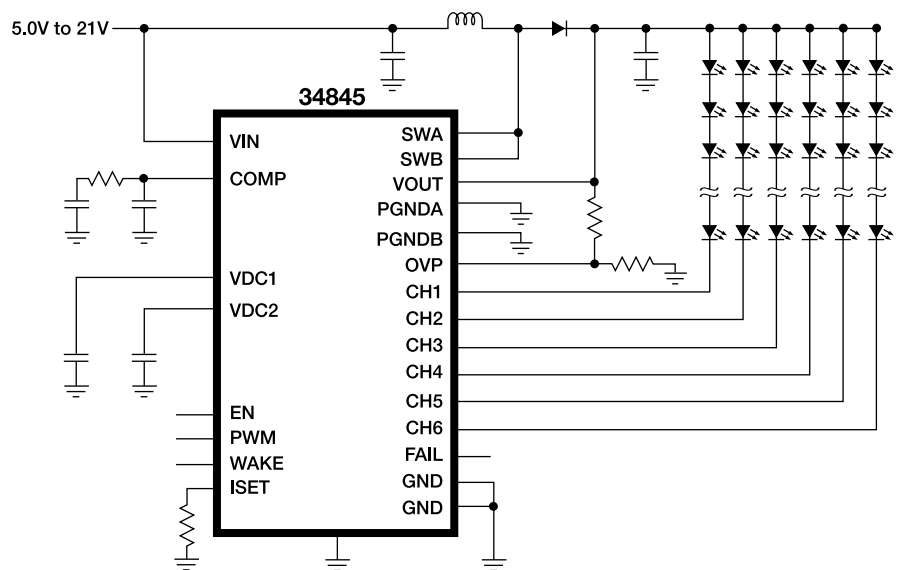 5.0V to 21V
34845
VIN
COMP
VDC1
VDC2
EN
PWM
WAKE
ISET
SWA
SWB
VOUT
PGNDA
PGNDB
OVP
CH1
CH2
CH3
CH4
CH5
CH6
FAIL
GND
GND